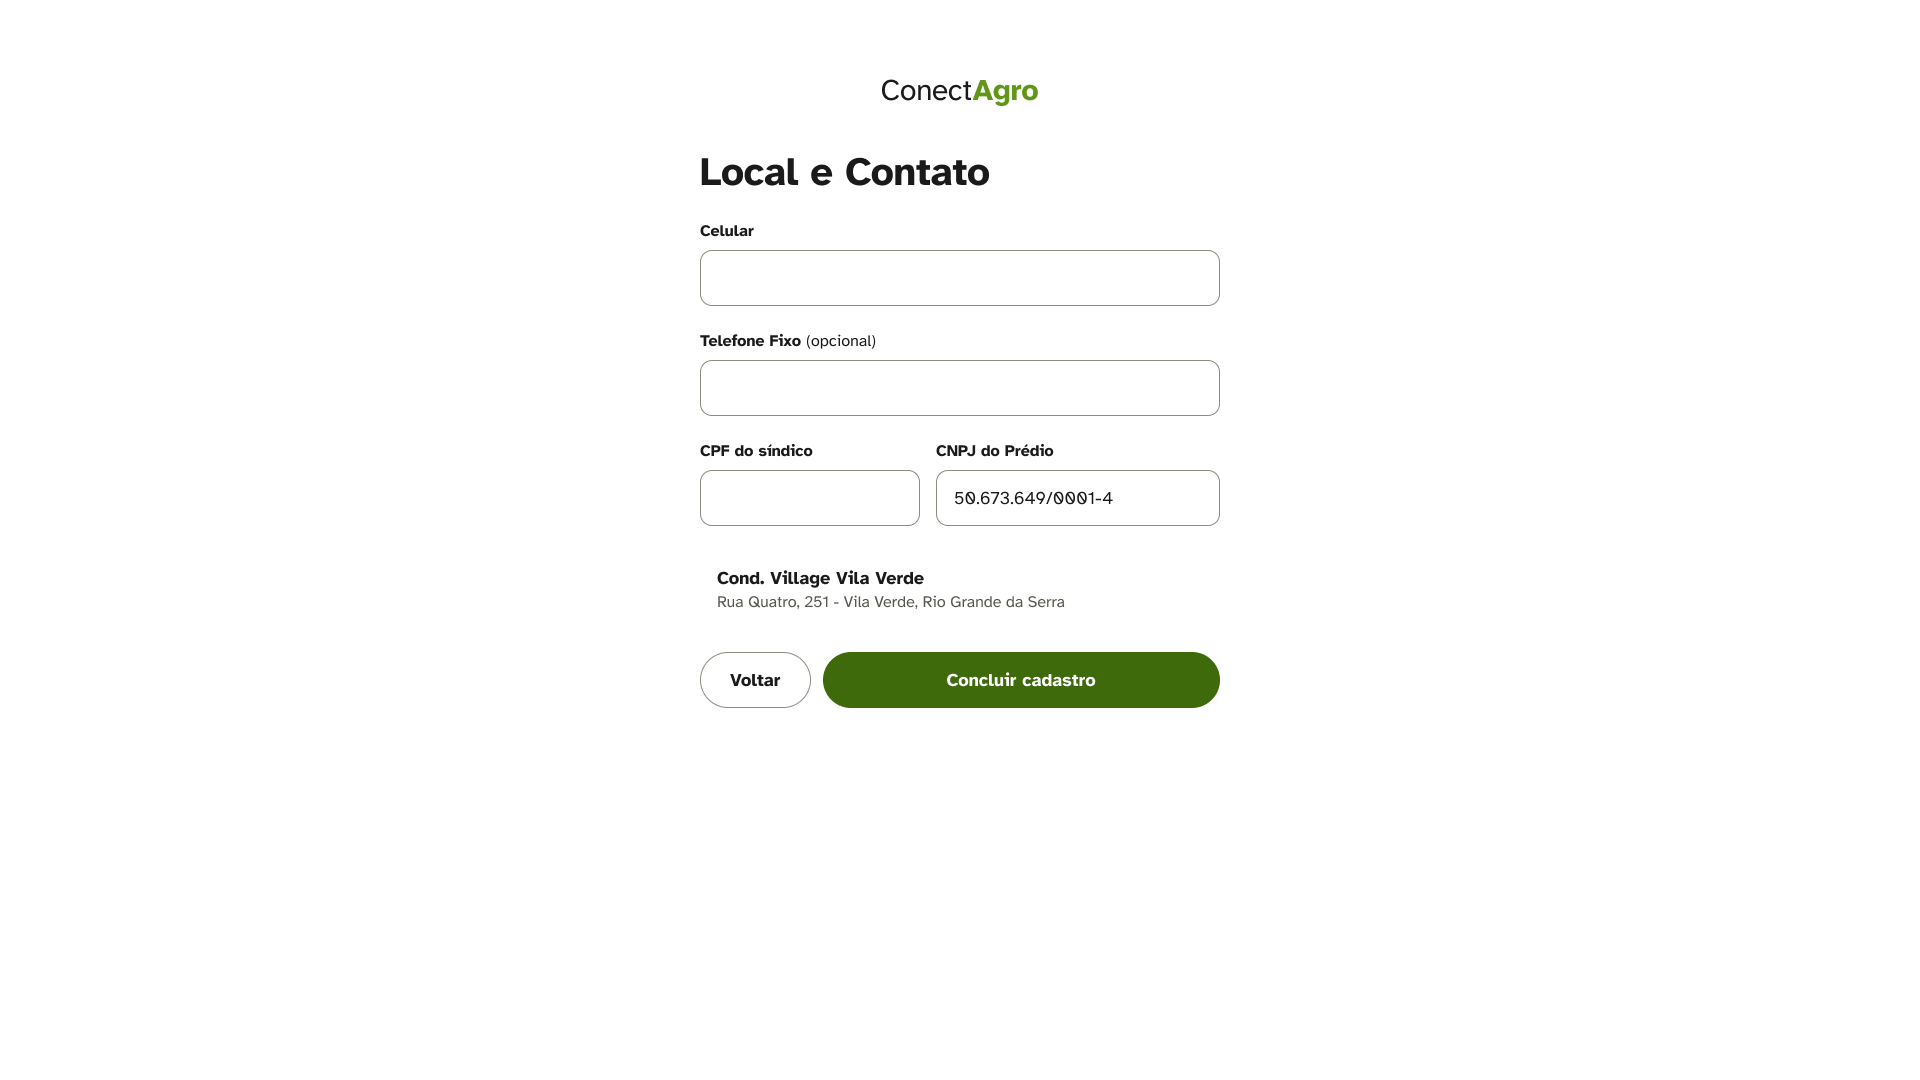 ConectAgro
Local e Contato
Celular
Telefone Fixo (opcional)
CPF do síndico
CNPJ do Prédio
50.673.649/0001-4
Cond. Village Vila Verde
Rua Quatro, 251 - Vila Verde, Rio Grande da Serra
Voltar
Concluir cadastro